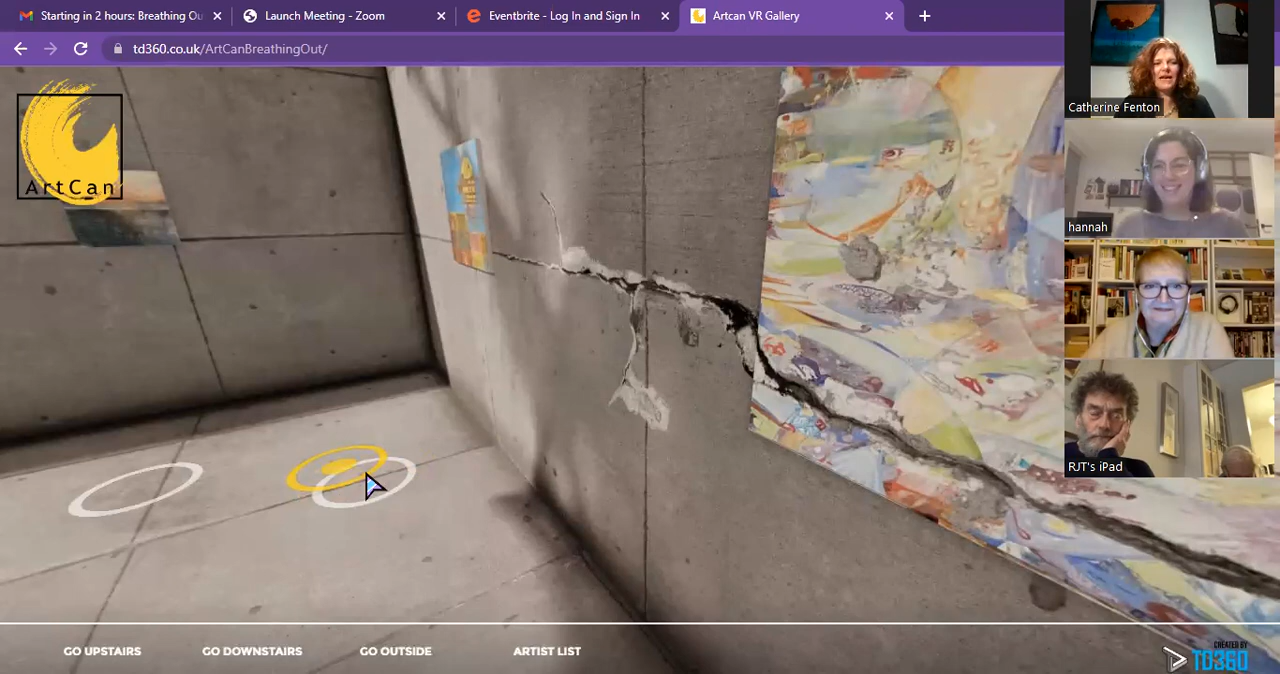 Starting in 2 hours: Breathing Ou
Launch Meeting - Zoom
Eventbrite - Log In and Sign In
Artcan VR Gallery
td360.co.uk/ArtCanBreathingOut/
ArtCan
Catherine Fenton
hannah
RJT's iPad
GO UPSTAIRS
GO DOWNSTAIRS
GO OUTSIDE
ARTIST LIST
CREATED BY
TD360